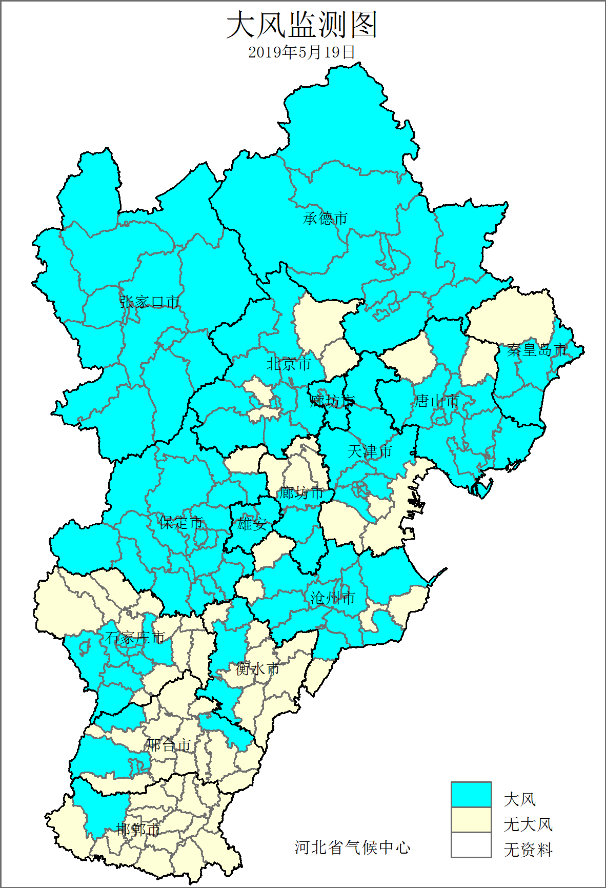 大风监测图
2019年5月19日
承德市
张家口市
秦皇岛市
北京市
廊坊市
唐山市
天津市
廊坊市
保定市
雄安
沧州市
石家庄市
衡水市
邢台市
邯郸市
大风
无大风
无资料
河北省气候中心